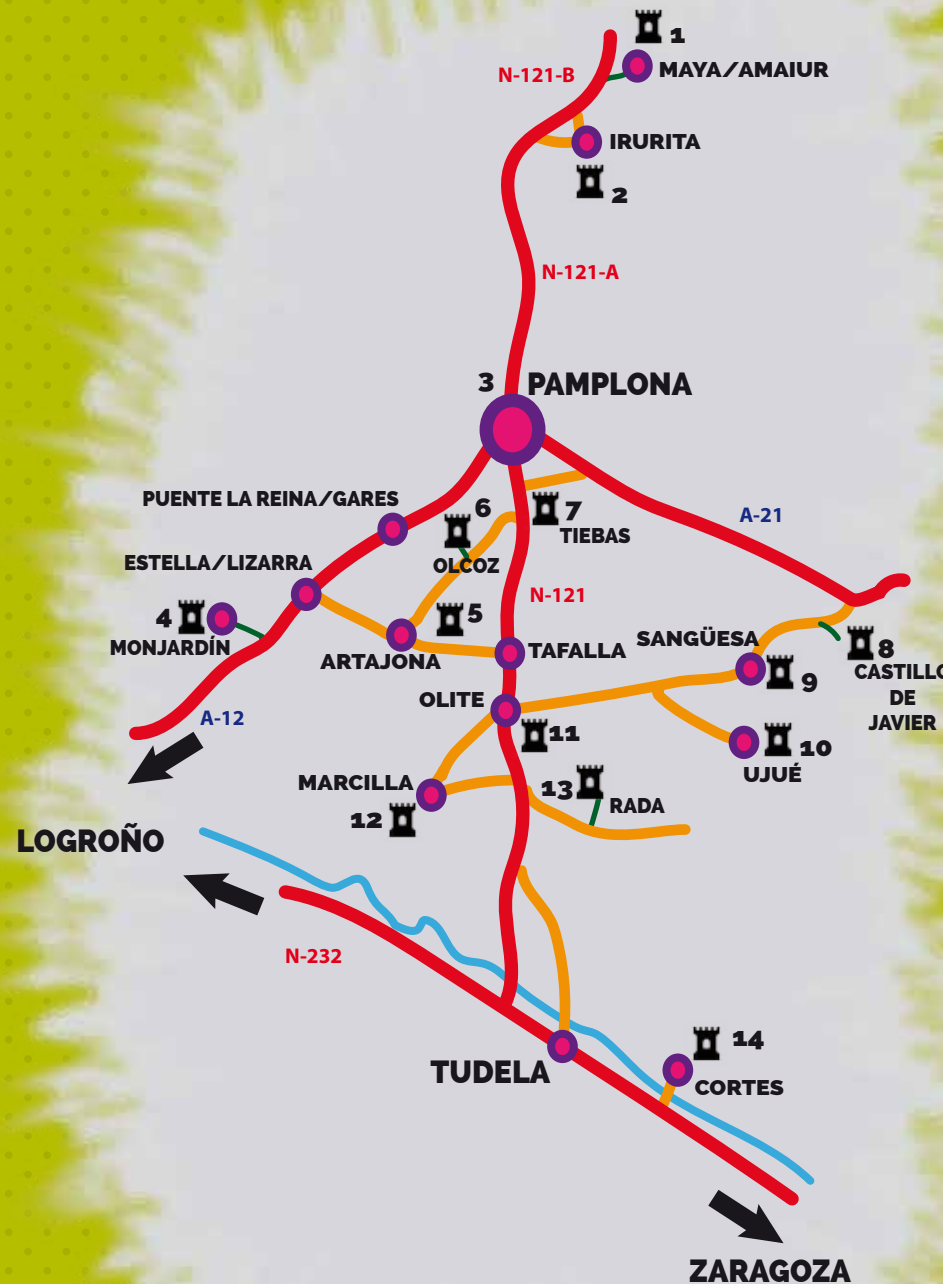 1
N-121-B
MAYA/AMAIUR
IRURITA
2
N-121-A
3
PAMPLONA
PUENTE LA REINA/GARES
6
7
TIEBAS
A-21
OLCOZ
ESTELLA/LIZARRA
N-121
4
MONJARDÍN
5
ARTAJONA
TAFALLA
SANGÜESA
8
CASTILLO
DE
JAVIER
9
OLITE
A-12
11
10
UJUÉ
MARCILLA
12
13
RADA
LOGROÑO
N-232
14
TUDELA
CORTES
ZARAGOZA